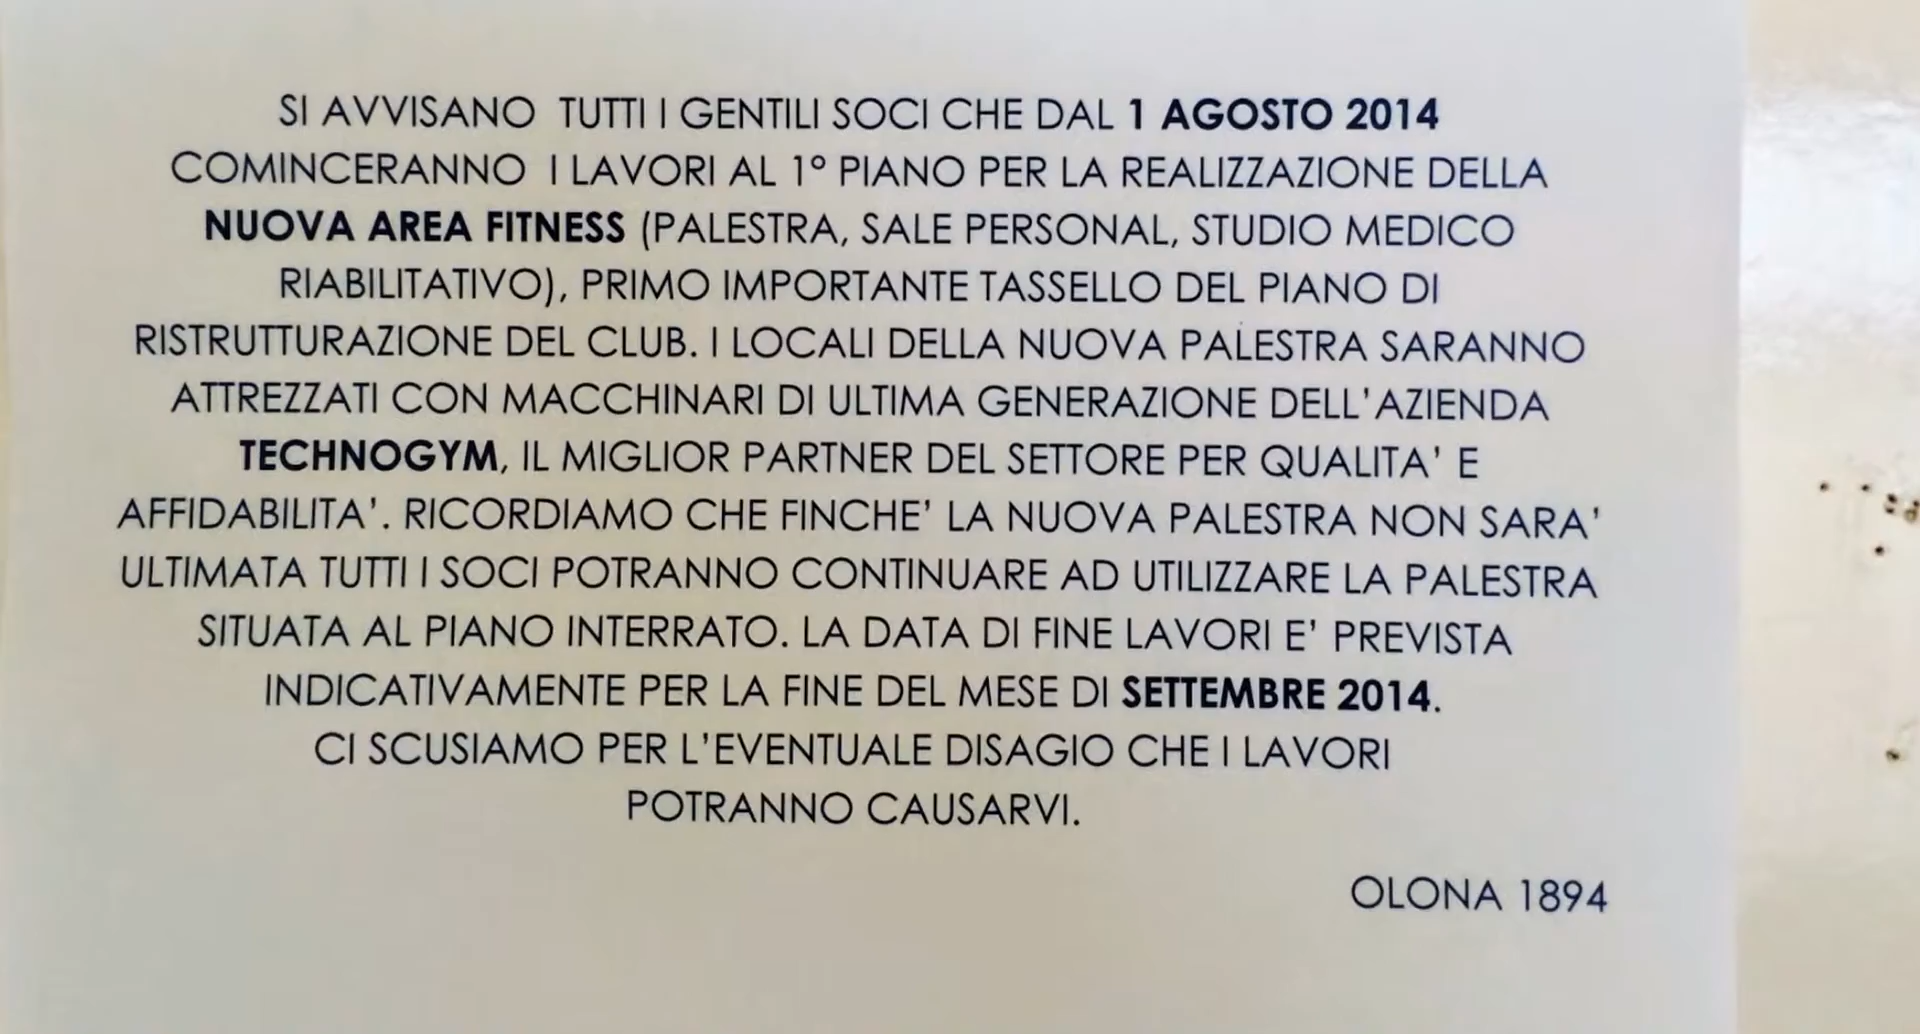 SI AVVISANO TUTTI I GENTILI SOCI CHE DAL 1 AGOSTO 2014
COMINCERANNO I LAVORI AL 1° PIANO PER LA REALIZZAZIONE DELLA
NUOVA AREA FITNESS (PALESTRA, SALE PERSONAL, STUDIO MEDICO
RIABILITATIVO), PRIMO IMPORTANTE TASSELLO DEL PIANO DI
RISTRUTTURAZIONE DEL CLUB. I LOCALI DELLA NUOVA PALESTRA SARANNO
ATTREZZATI CON MACCHINARI DI ULTIMA GENERAZIONE DELL'AZIENDA
TECHNOGYM, IL MIGLIOR PARTNER DEL SETTORE PER QUALITA' E
AFFIDABILITA'. RICORDIAMO CHE FINCHE' LA NUOVA PALESTRA NON SARA'
ULTIMATA TUTTI I SOCI POTRANNO CONTINUARE AD UTILIZZARE LA PALESTRA
SITUATA AL PIANO INTERRATO. LA DATA DI FINE LAVORI E' PREVISTA
INDICATIVAMENTE PER LA FINE DEL MESE DI SETTEMBRE 2014.
CI SCUSIAMO PER L'EVENTUALE DISAGIO CHE I LAVORI
POTRANNO CAUSARVI.
OLONA 1894